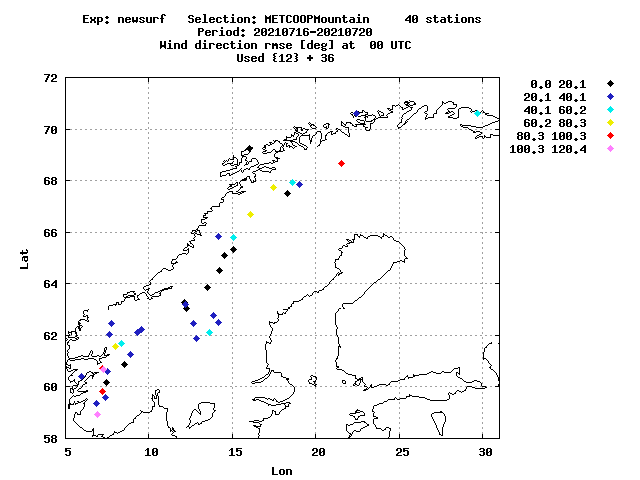 Exp: newsurf   Selection: METCOOPMountain     40 stations
Period: 20210716-20210720
Wind direction rmse [deg] at  00 UTC
Used {12} + 36
0.0 20.1
20.1 40.1
40.1 60.2
60.2 80.3
80.3 100.3
100.3 120.4
72
70
68
66
64
62
60
58
Lat
5 10 15 20 25 30
Lon